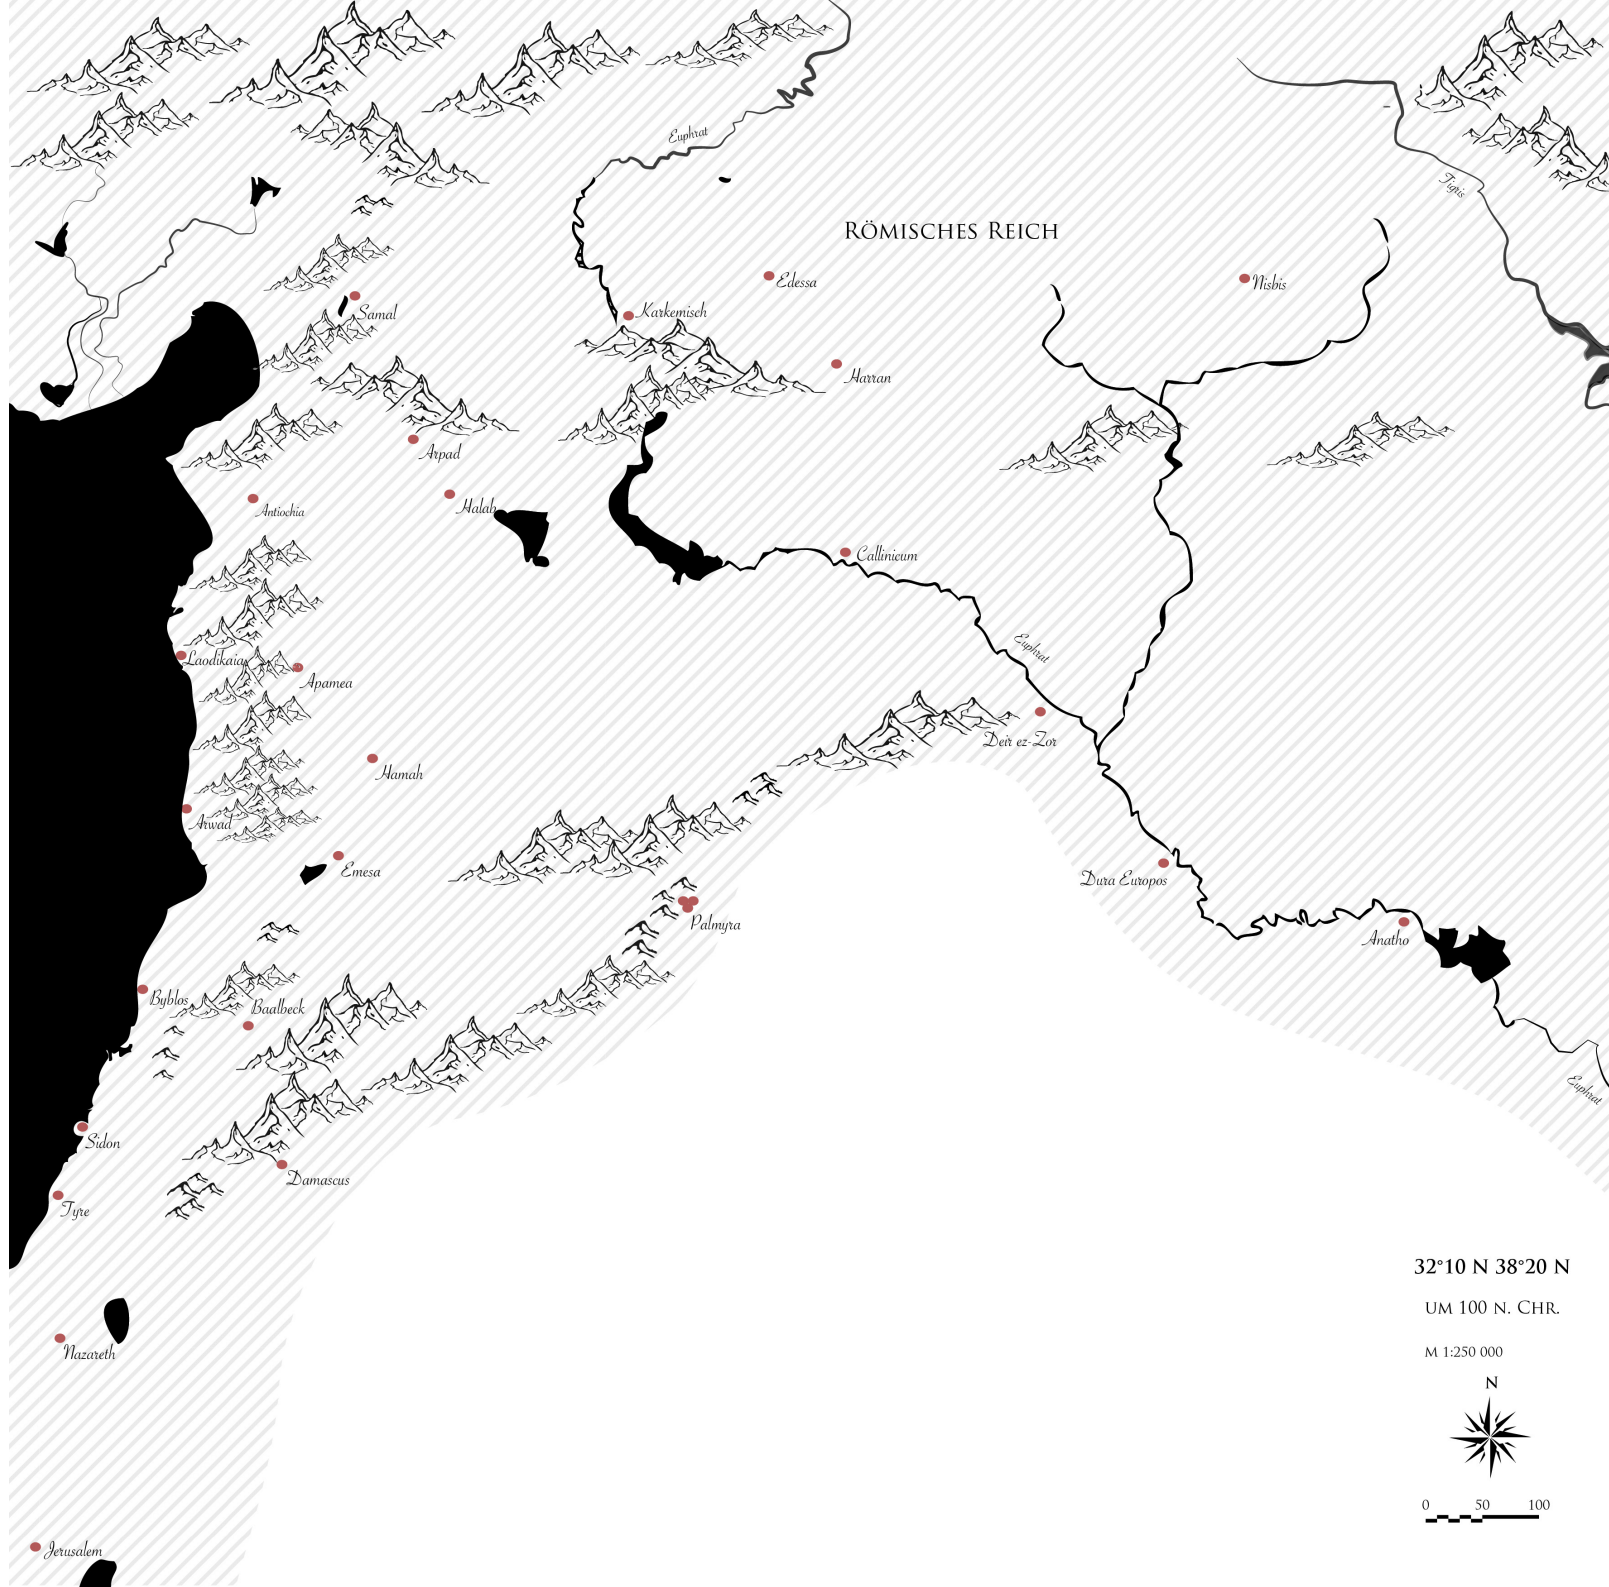 Euphrat
Tigris
RÖMISCHES REICH
Edessa
Nisbis
Samal
Karkemisch
Harran
Arpad
Halab
Antiochia
Callinicum
Euphrat
Laodikaia
Apamea
Deir ez-Zor
Hamah
Arwad
Emesa
Dura Europos
Palmyra
Anatho
Byblos
Baalbeck
Euphrat
Sidon
Damascus
Tyre
32°10 N 38°20 N
UM 100 N. CHR.
Nazareth
M 1:250 000
N
0 50 100
Jerusalem